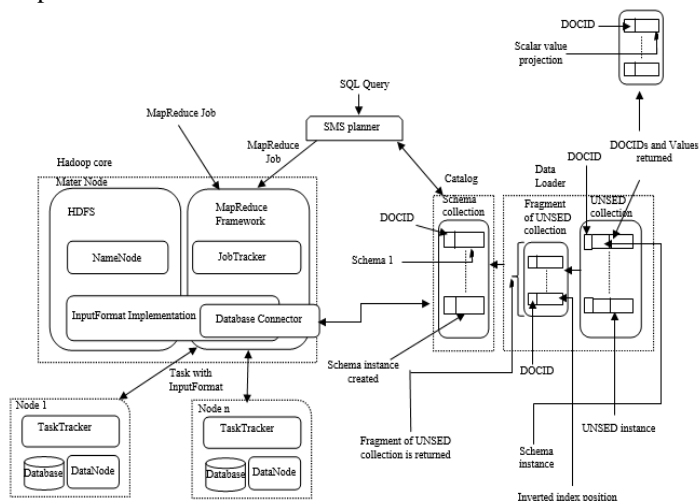 DOCID
Scalar value
projection
SQL Query
MapReduce Job
SMS planner
MapReduce
Job
DOCIDs and Values
returned
DOCID
Hadoop core
Mater Node
HDFS
MapReduce
Framework
NameNode
JobTracker
InputFormat Implementation
Database Connector
Catalog
Schema
collection
DOCID
Schema 1
Schema instance
created
Data
Loader
Fragment
of UNSED
collection
UNSED
collection
DOCID
Task with
InputFormat
Node 1
TaskTracker
Database
DataNode
Node n
TaskTracker
Database
DataNode
Fragment of UNSED
collection is returned
Schema
instance
UNSED instance
Inverted index position